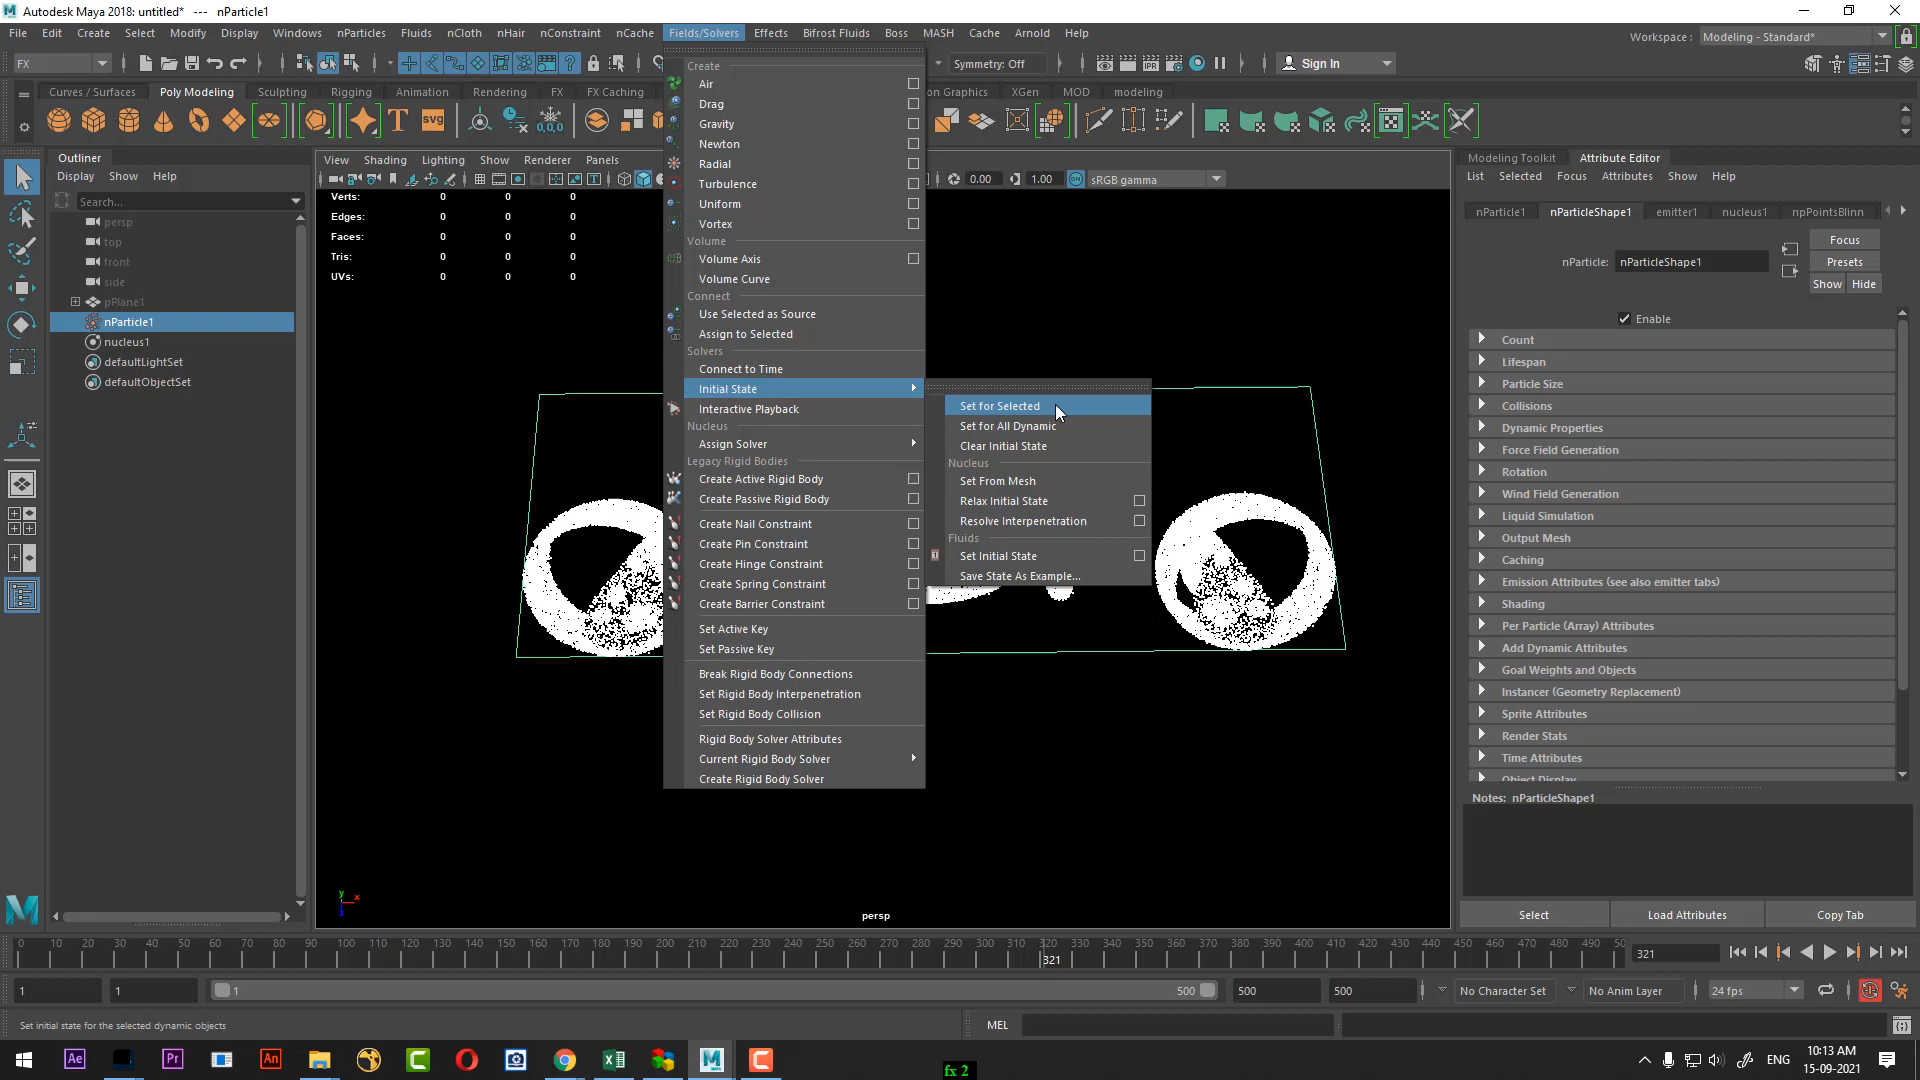 Autodesk Maya 2018: untitled* --- nParticle1
File Edit Create Select Modify Display Windows nParticles Fluids nCloth nHair nConstraint nCache Fields/Solvers Effects Bifrost Fluids Boss MASH Cache Arnold Help
Workspace : Modeling - Standard*
FX
Symmetry: Off
Sign In
Curves / Surfaces Poly Modeling Sculpting Rigging Animation Rendering FX FX Caching
on Graphics XGen MOD modeling
T svg 0,0,0
Outliner
Display Show Help
Search...
persp
top
front
side
pPlane1
nParticle1
nucleus1
defaultLightSet
defaultObjectSet
View Shading Lighting Show Renderer Panels
0.00 1.00 sRGB gamma
Verts: 0 0 0
Edges: 0 0 0
Faces: 0 0 0
Tris: 0 0 0
UVs: 0 0 0
Create
Air
Drag
Gravity
Newton
Radial
Turbulence
Uniform
Vortex
Volume
Volume Axis
Volume Curve
Connect
Use Selected as Source
Assign to Selected
Solvers
Connect to Time
Initial State
Interactive Playback
Nucleus
Assign Solver
Legacy Rigid Bodies
Create Active Rigid Body
Create Passive Rigid Body
Create Nail Constraint
Create Pin Constraint
Create Hinge Constraint
Create Spring Constraint
Create Barrier Constraint
Set Active Key
Set Passive Key
Break Rigid Body Connections
Set Rigid Body Interpenetration
Set Rigid Body Collision
Rigid Body Solver Attributes
Current Rigid Body Solver
Create Rigid Body Solver
Set for Selected
Set for All Dynamic
Clear Initial State
Nucleus
Set From Mesh
Relax Initial State
Resolve Interpenetration
Fluids
Set Initial State
Save State As Example...
y x
persp
Modeling Toolkit Attribute Editor
List Selected Focus Attributes Show Help
nParticle1 nParticleShape1 emitter1 nucleus1 npPointsBlinn
Focus
nParticle: nParticleShape1
Presets
Show Hide
Enable
Count
Lifespan
Particle Size
Collisions
Dynamic Properties
Force Field Generation
Rotation
Wind Field Generation
Liquid Simulation
Output Mesh
Caching
Emission Attributes (see also emitter tabs)
Shading
Per Particle (Array) Attributes
Add Dynamic Attributes
Goal Weights and Objects
Instancer (Geometry Replacement)
Sprite Attributes
Render Stats
Time Attributes
Object Display
Notes: nParticleShape1
Select Load Attributes Copy Tab
0 10 20 30 40 50 60 70 80 90 100 110 120 130 140 150 160 170 180 190 200 210 220 230 240 250 260 270 280 290 300 310 320 330 340 350 360 370 380 390 400 410 420 430 440 450 460 470 480 490 50
321 321
1 1 1 500 500 500 No Character Set No Anim Layer 24 fps
Set initial state for the selected dynamic objects MEL
Ae Pr An
fx 2
ENG
10:13 AM
15-09-2021